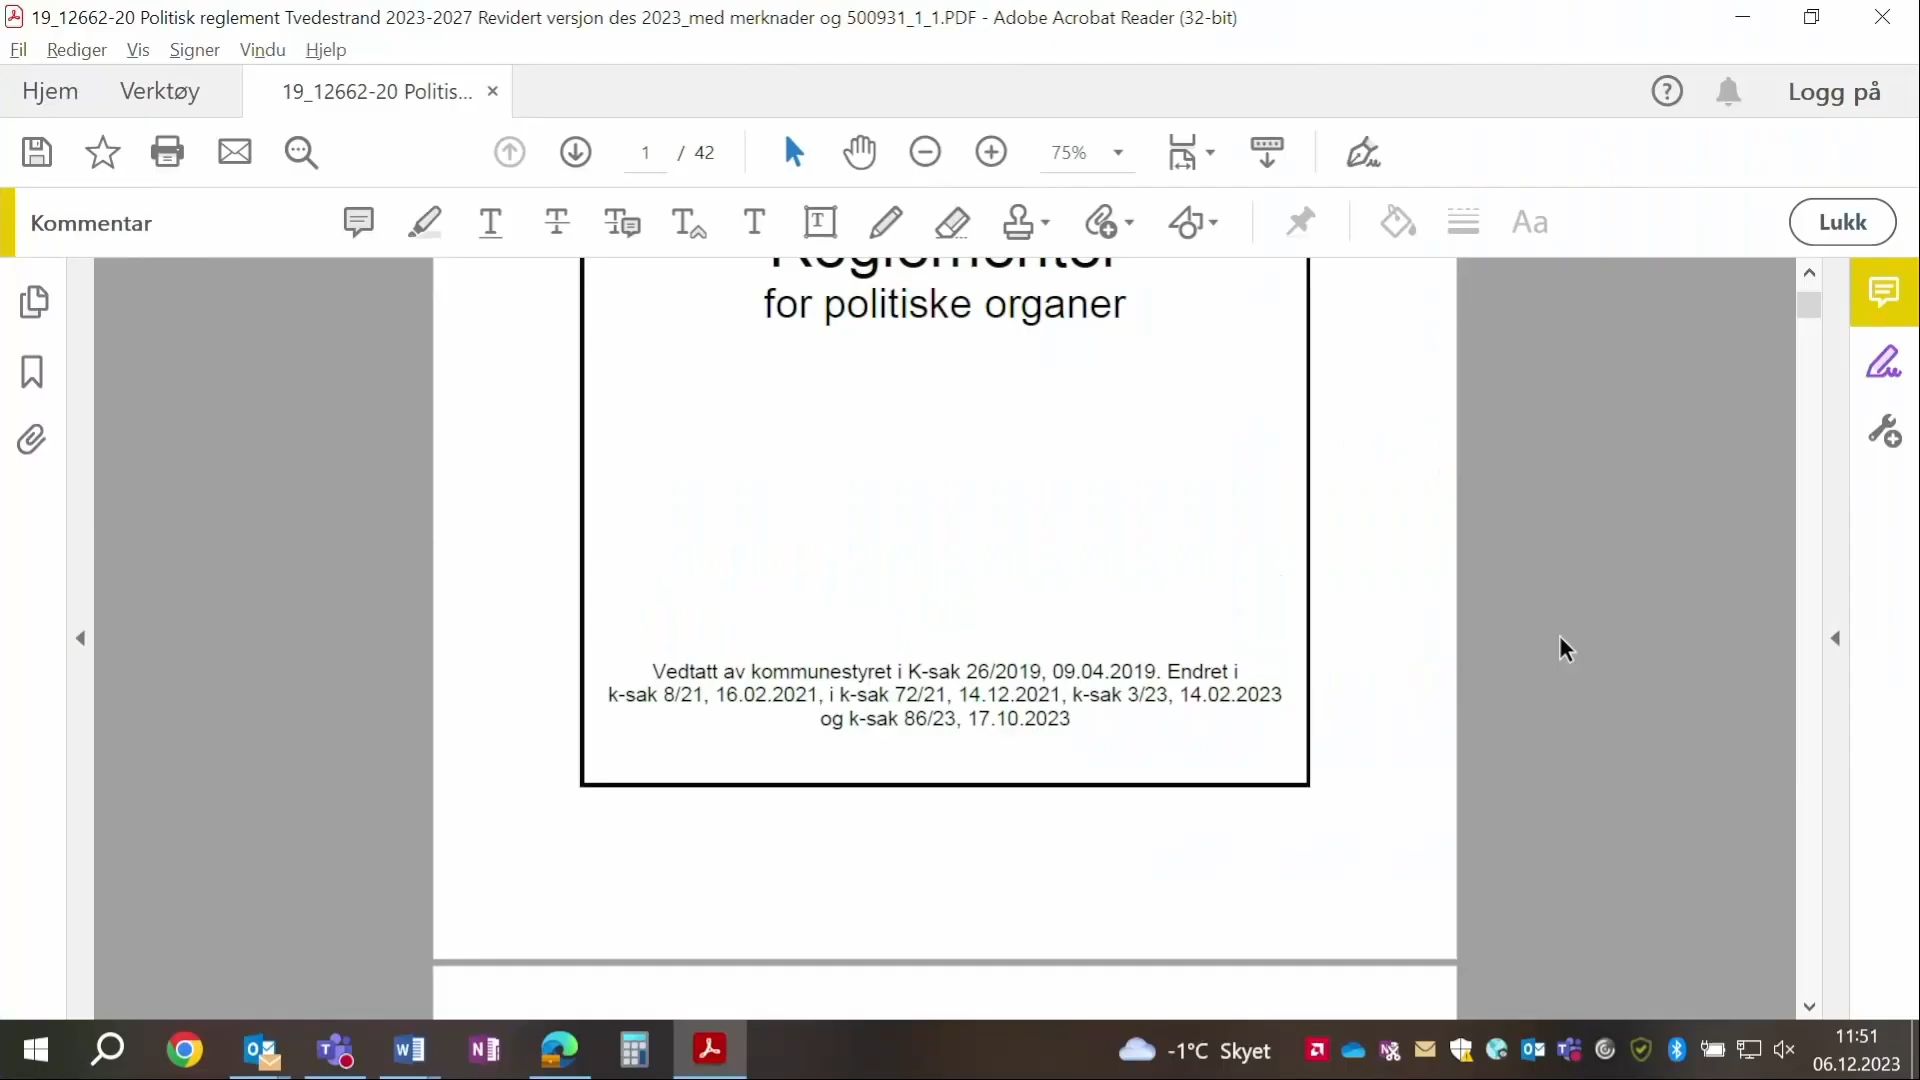 19_12662-20 Politisk reglement Tvedestrand 2023-2027 Revidert versjon des 2023_med merknader og 500931_1_1.PDF - Adobe Acrobat Reader (32-bit)
Fil Rediger Vis Signer Vindu Hjelp
Hjem Verktøy 19_12662-20 Politis... × Logg på
1 / 42 75%
Kommentar Aa Lukk
Reglementer
for politiske organer
Vedtatt av kommunestyret i K-sak 26/2019, 09.04.2019. Endret i
k-sak 8/21, 16.02.2021, i k-sak 72/21, 14.12.2021, k-sak 3/23, 14.02.2023
og k-sak 86/23, 17.10.2023
-1°C Skyet
11:51
06.12.2023